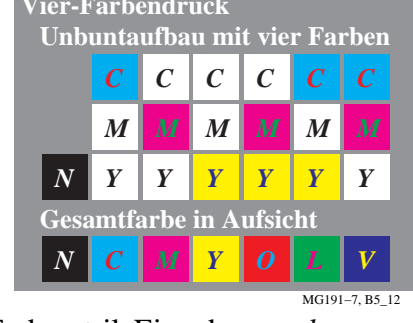 Vier-Farbendruck
Unbuntaufbau mit vier Farben
C C C C C C
M M M M M M
N Y Y Y Y Y Y
Gesamtfarbe in Aufsicht
N C M Y O L V
MG191–7, B5_12